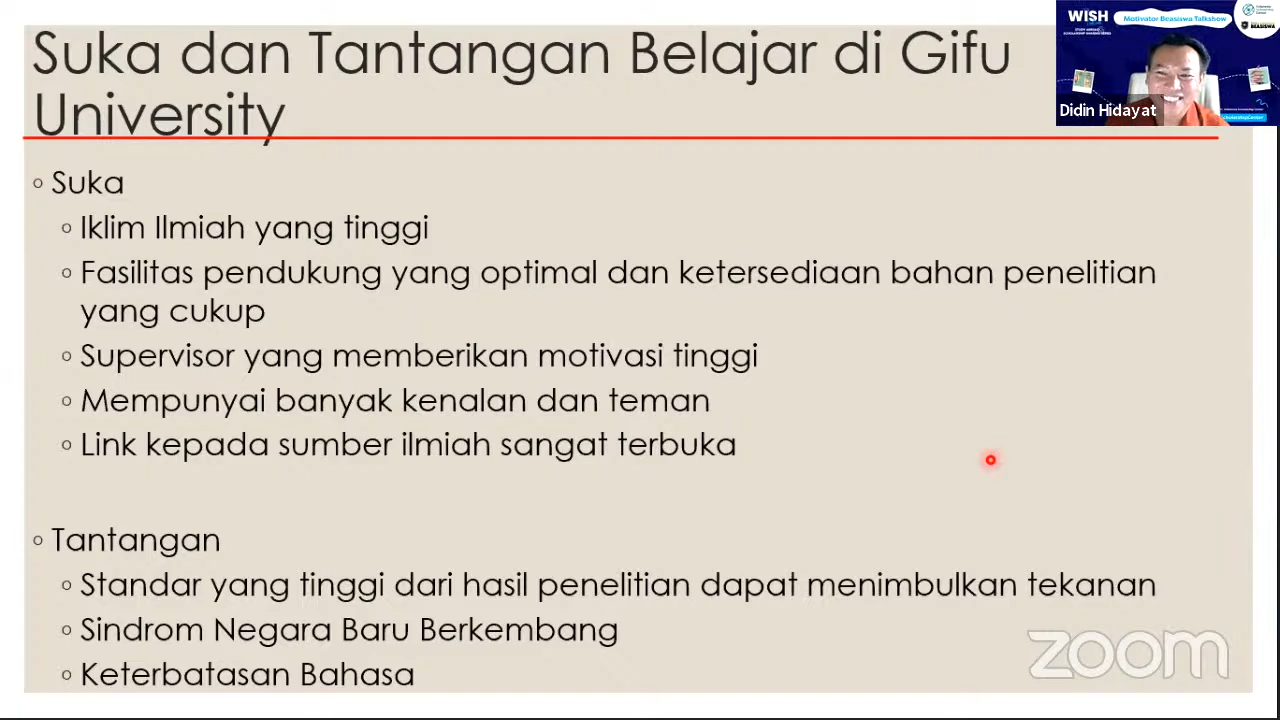 Suka dan Tantangan Belajar di Gifu
University
◦ Suka
◦ Iklim Ilmiah yang tinggi
◦ Fasilitas pendukung yang optimal dan ketersediaan bahan penelitian
yang cukup
◦ Supervisor yang memberikan motivasi tinggi
◦ Mempunyai banyak kenalan dan teman
◦ Link kepada sumber ilmiah sangat terbuka
◦ Tantangan
◦ Standar yang tinggi dari hasil penelitian dapat menimbulkan tekanan
◦ Sindrom Negara Baru Berkembang
◦ Keterbatasan Bahasa
WISH
Motivator Beasiswa Talkshow
BEASISWA
Didin Hidayat
zoom